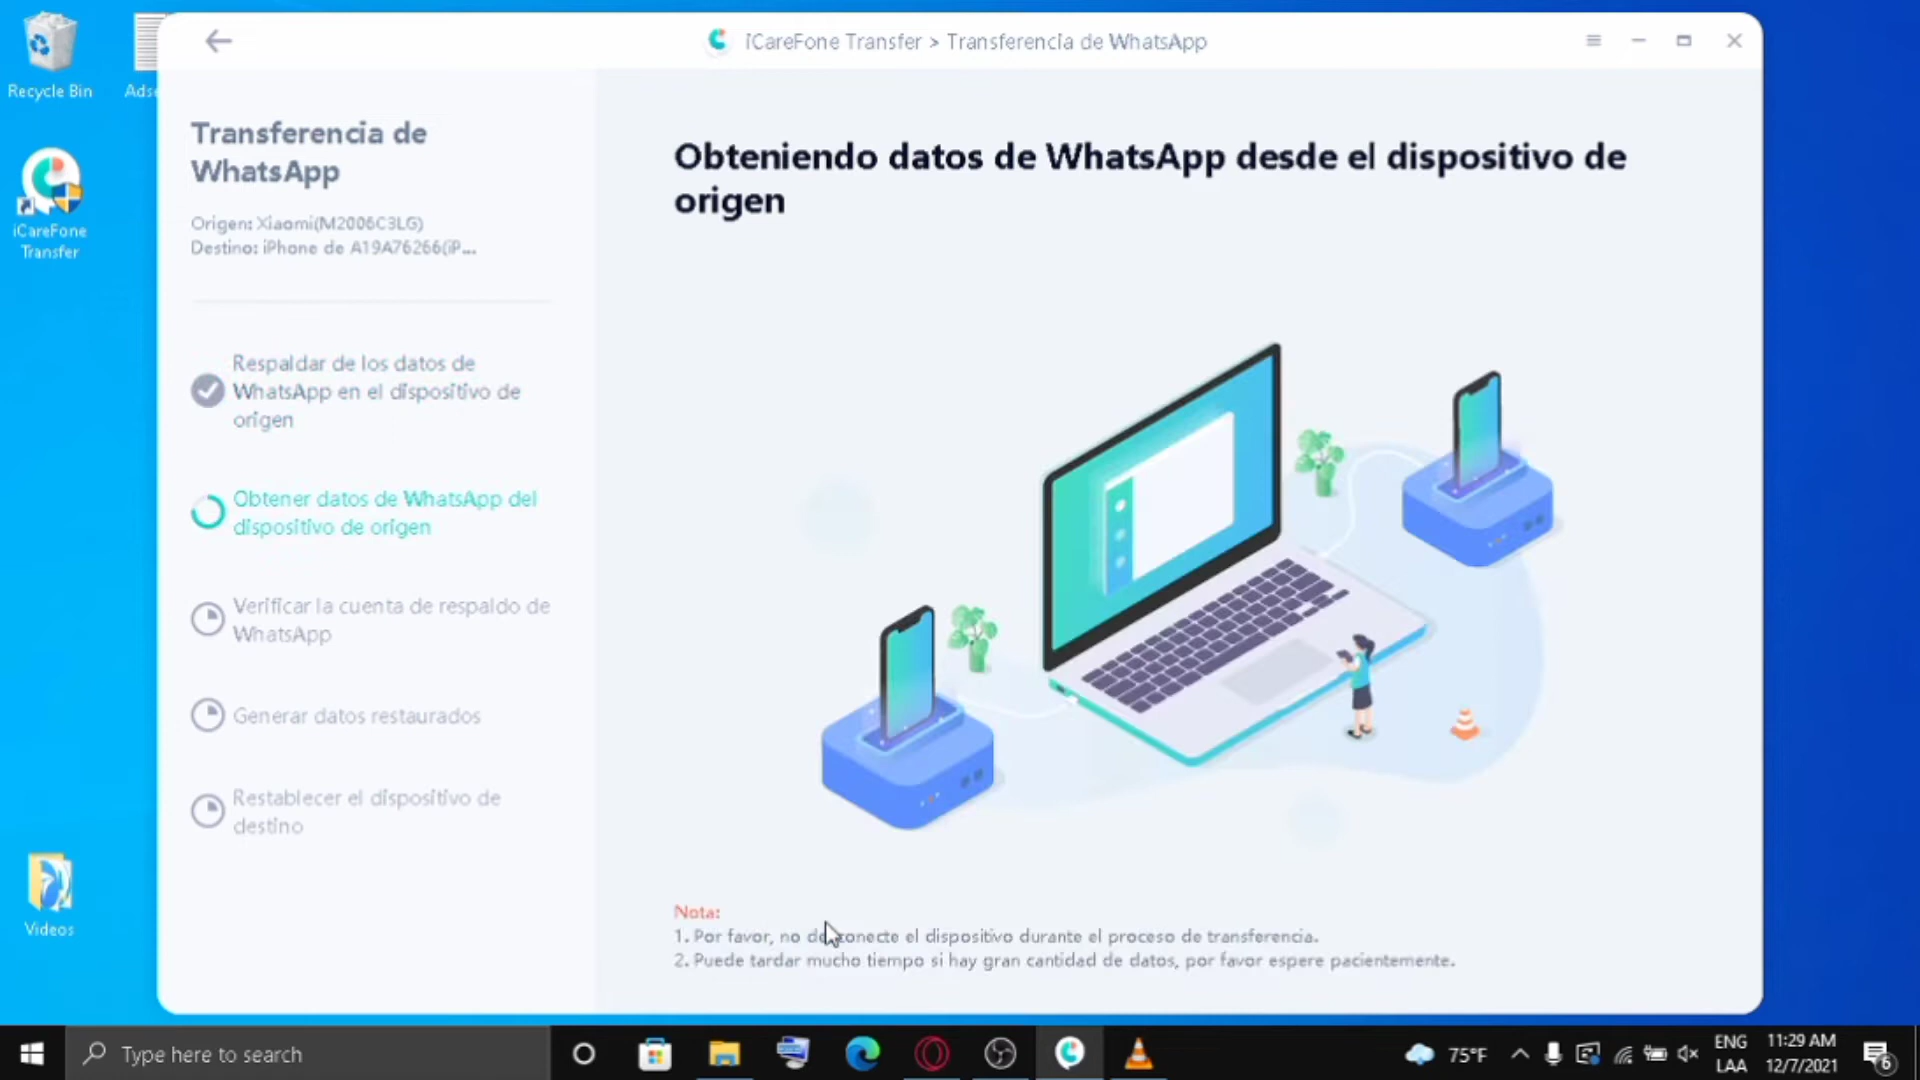 Recycle Bin
iCareFone
Transfer
Videos
iCareFone Transfer > Transferencia de WhatsApp
Transferencia de
WhatsApp
Origen: Xiaomi(M2006C3LG)
Destino: iPhone de A19A76266(iP...
Respaldar de los datos de
WhatsApp en el dispositivo de
origen
Obtener datos de WhatsApp del
dispositivo de origen
Verificar la cuenta de respaldo de
WhatsApp
Generar datos restaurados
Restablecer el dispositivo de
destino
Obteniendo datos de WhatsApp desde el dispositivo de
origen
Nota:
1. Por favor, no desconecte el dispositivo durante el proceso de transferencia.
2. Puede tardar mucho tiempo si hay gran cantidad de datos, por favor espere pacientemente.
Type here to search
75°F
ENG
LAA
11:29 AM
12/7/2021
6